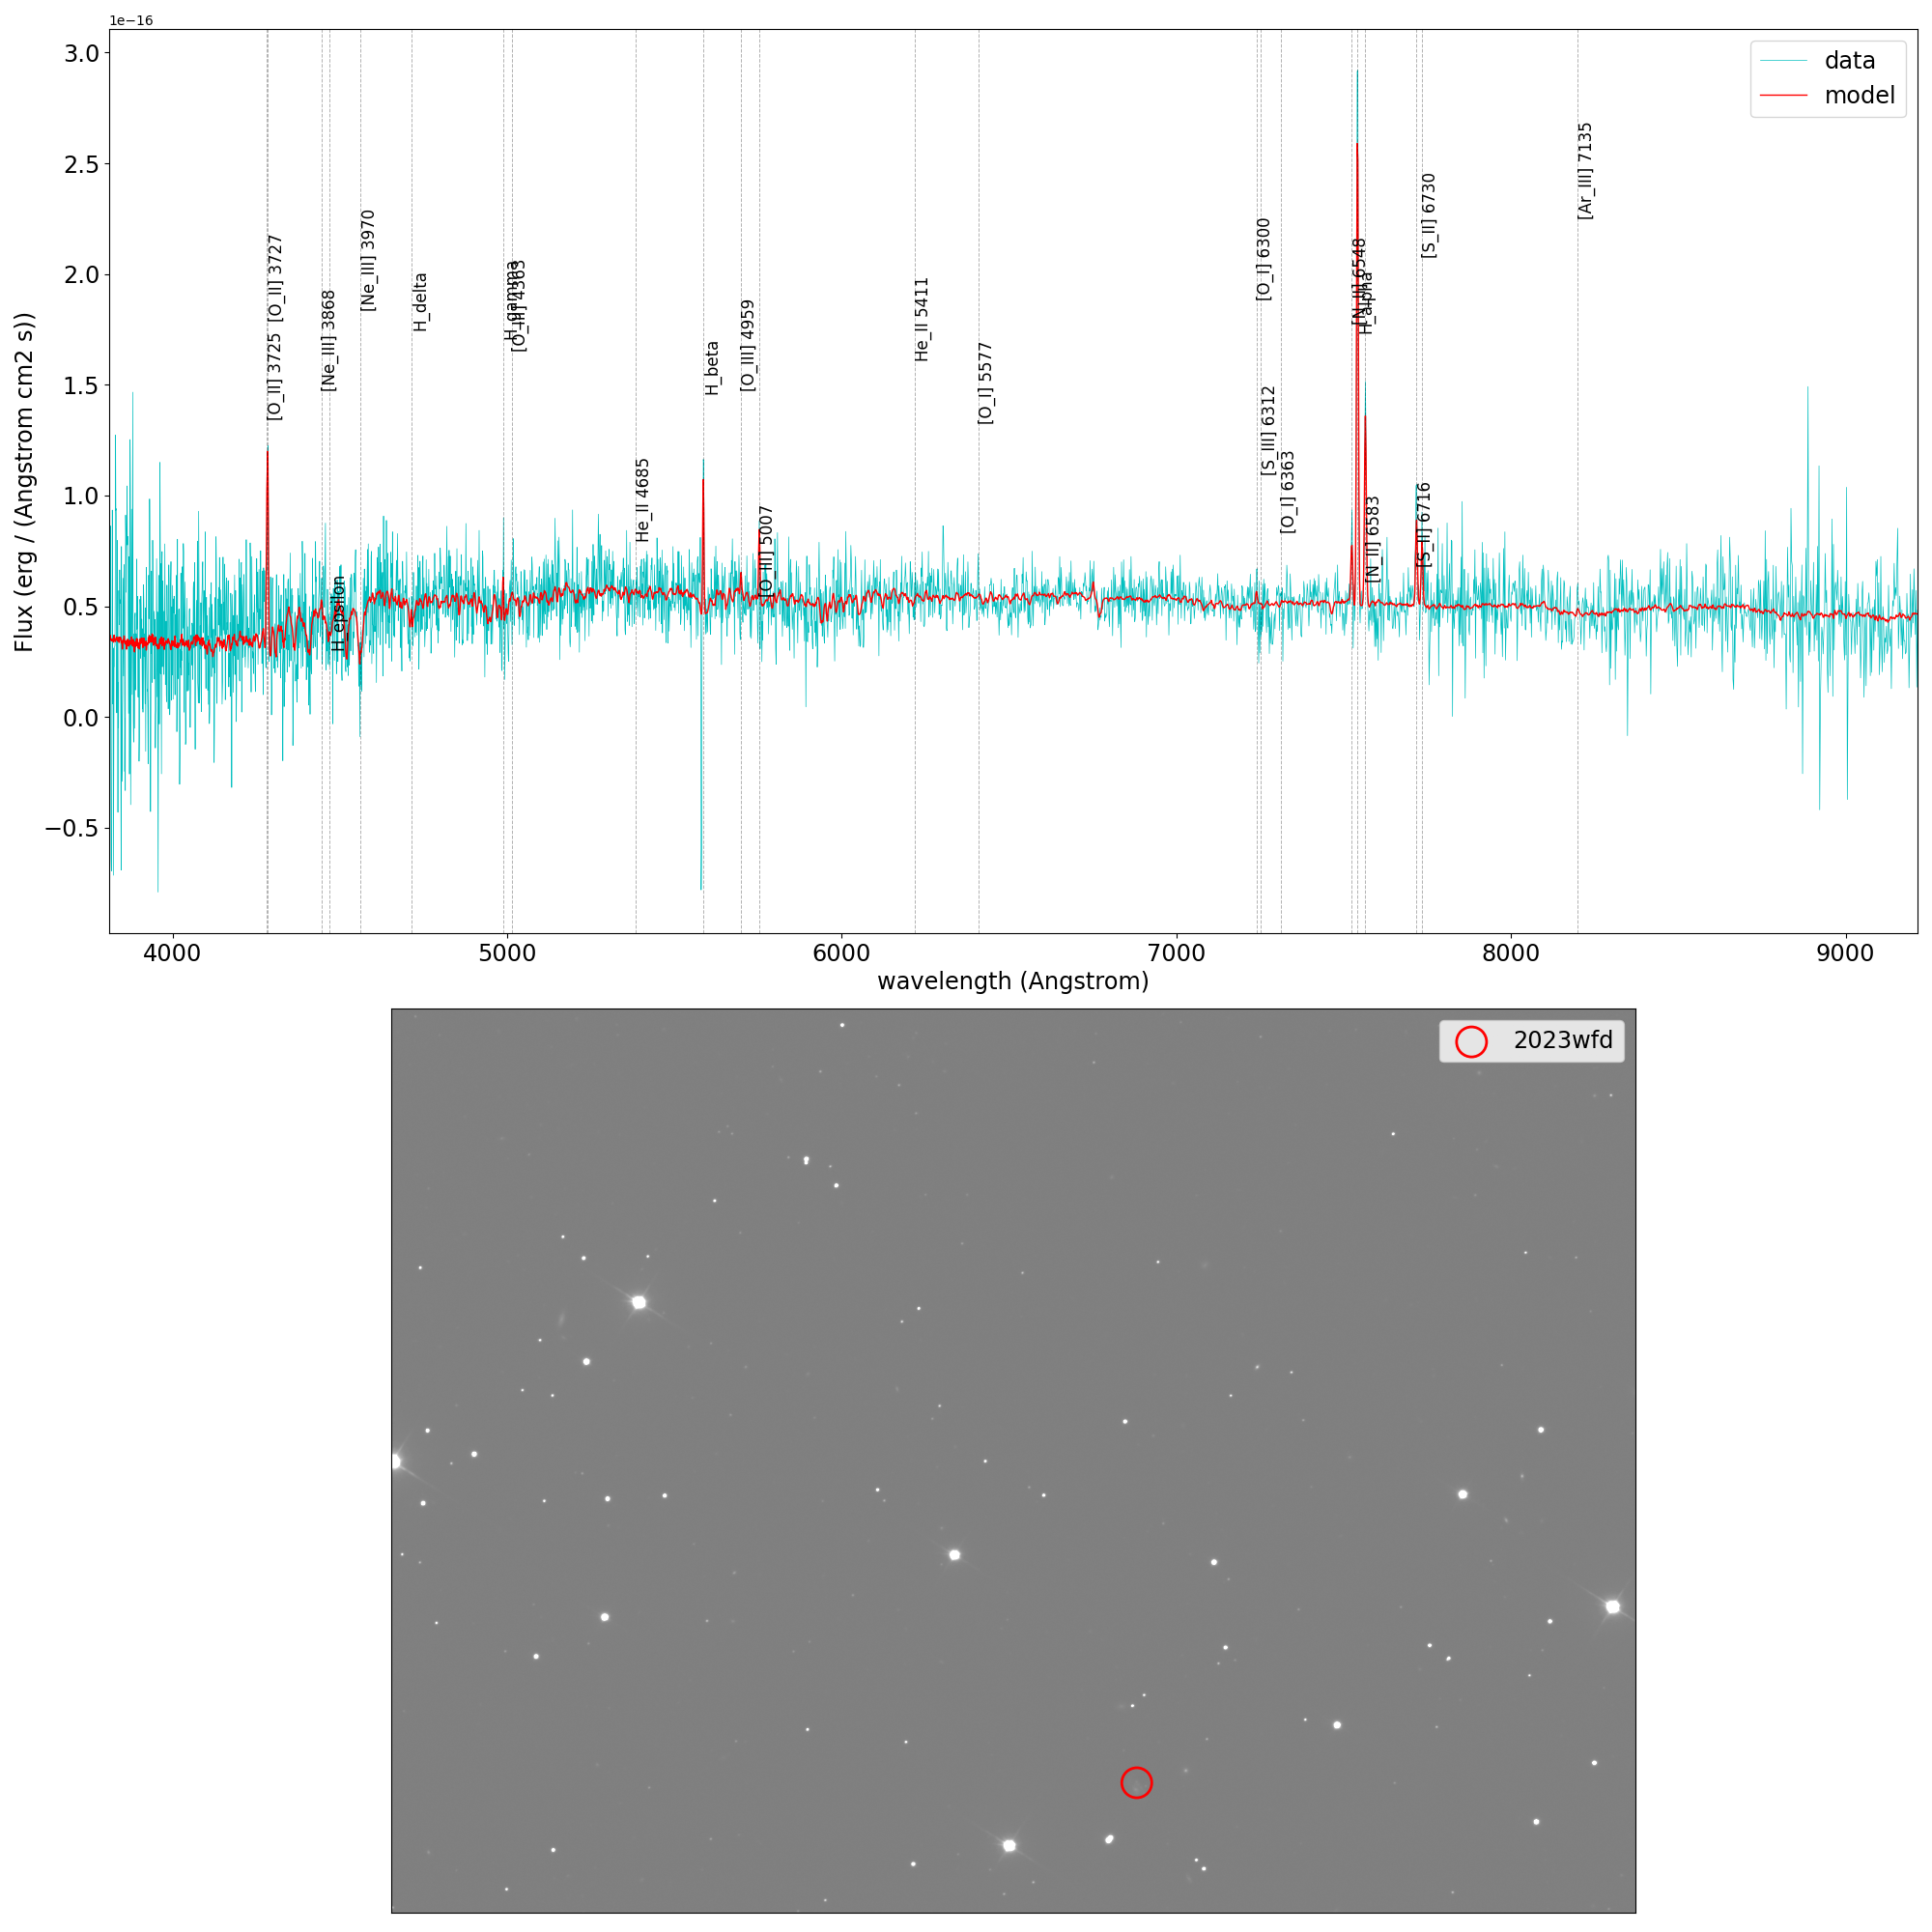 1e−16
3.0
2.5
2.0
1.5
1.0
0.5
0.0
−0.5
Flux (erg / (Angstrom cm2 s))
4000
5000
6000
7000
8000
9000
wavelength (Angstrom)
data
model
[O_II] 3725
[O_II] 3727
[Ne_III] 3868
H_epsilon
[Ne_III] 3970
H_delta
H_gamma
[O_III] 4363
He_II 4685
H_beta
[O_III] 4959
[O_III] 5007
He_II 5411
[O_I] 5577
[O_I] 6300
[S_III] 6312
[O_I] 6363
[N_II] 6548
H_alpha
[N_II] 6583
[S_II] 6716
[S_II] 6730
[Ar_III] 7135
2023wfd